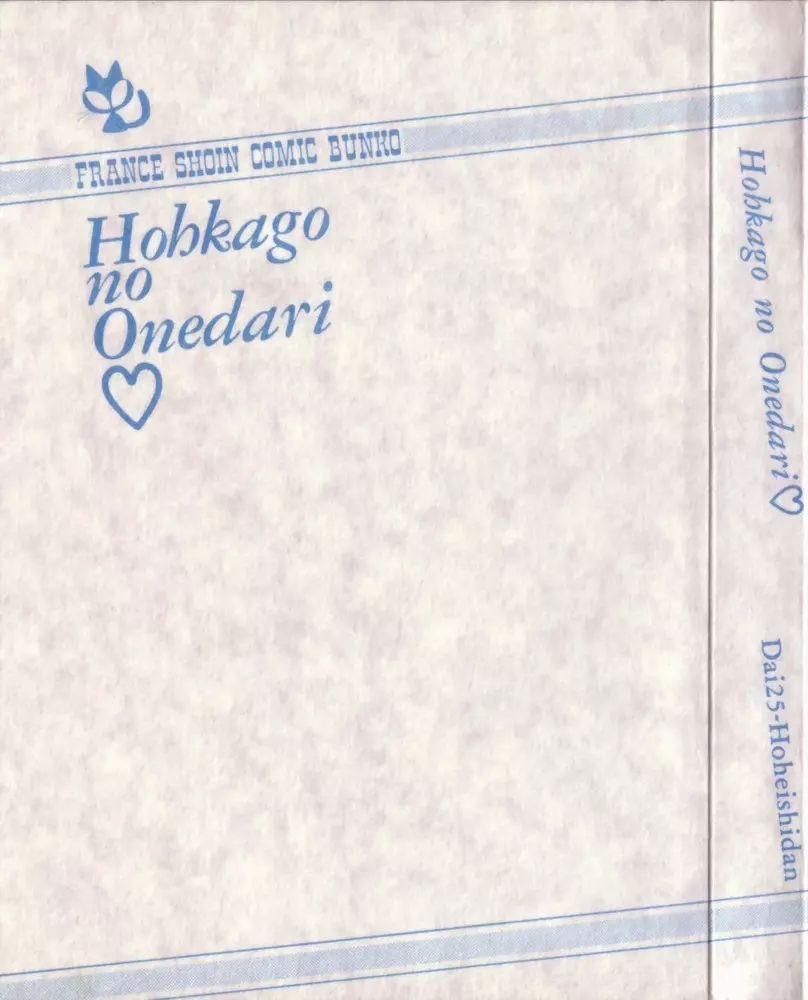 FRANCE SHOIN COMIC BUNKO
Hohkago
no
Onedari
♡
Hohkago no Onedari♡
Dai25-Hoheishidan